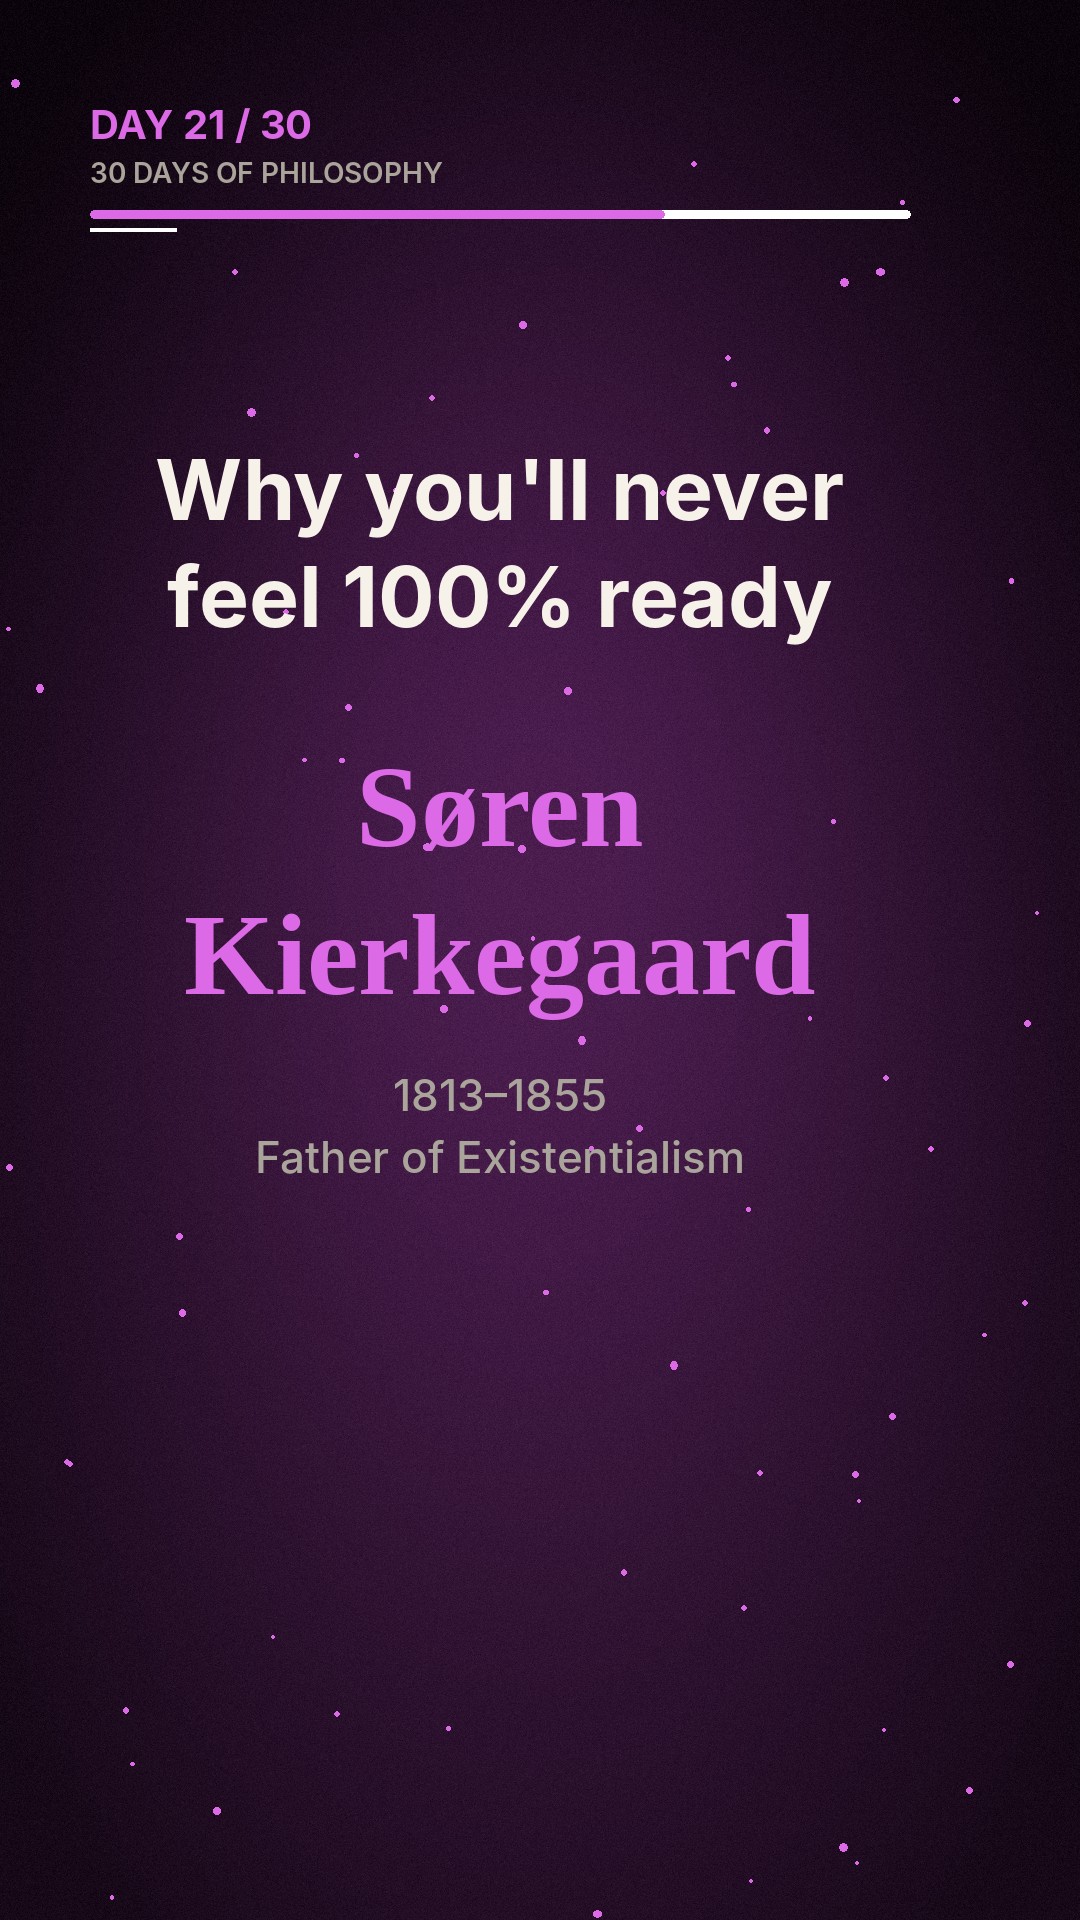 DAY 21 / 30
30 DAYS OF PHILOSOPHY
Why you'll never
feel 100% ready
Søren
Kierkegaard
1813–1855
Father of Existentialism